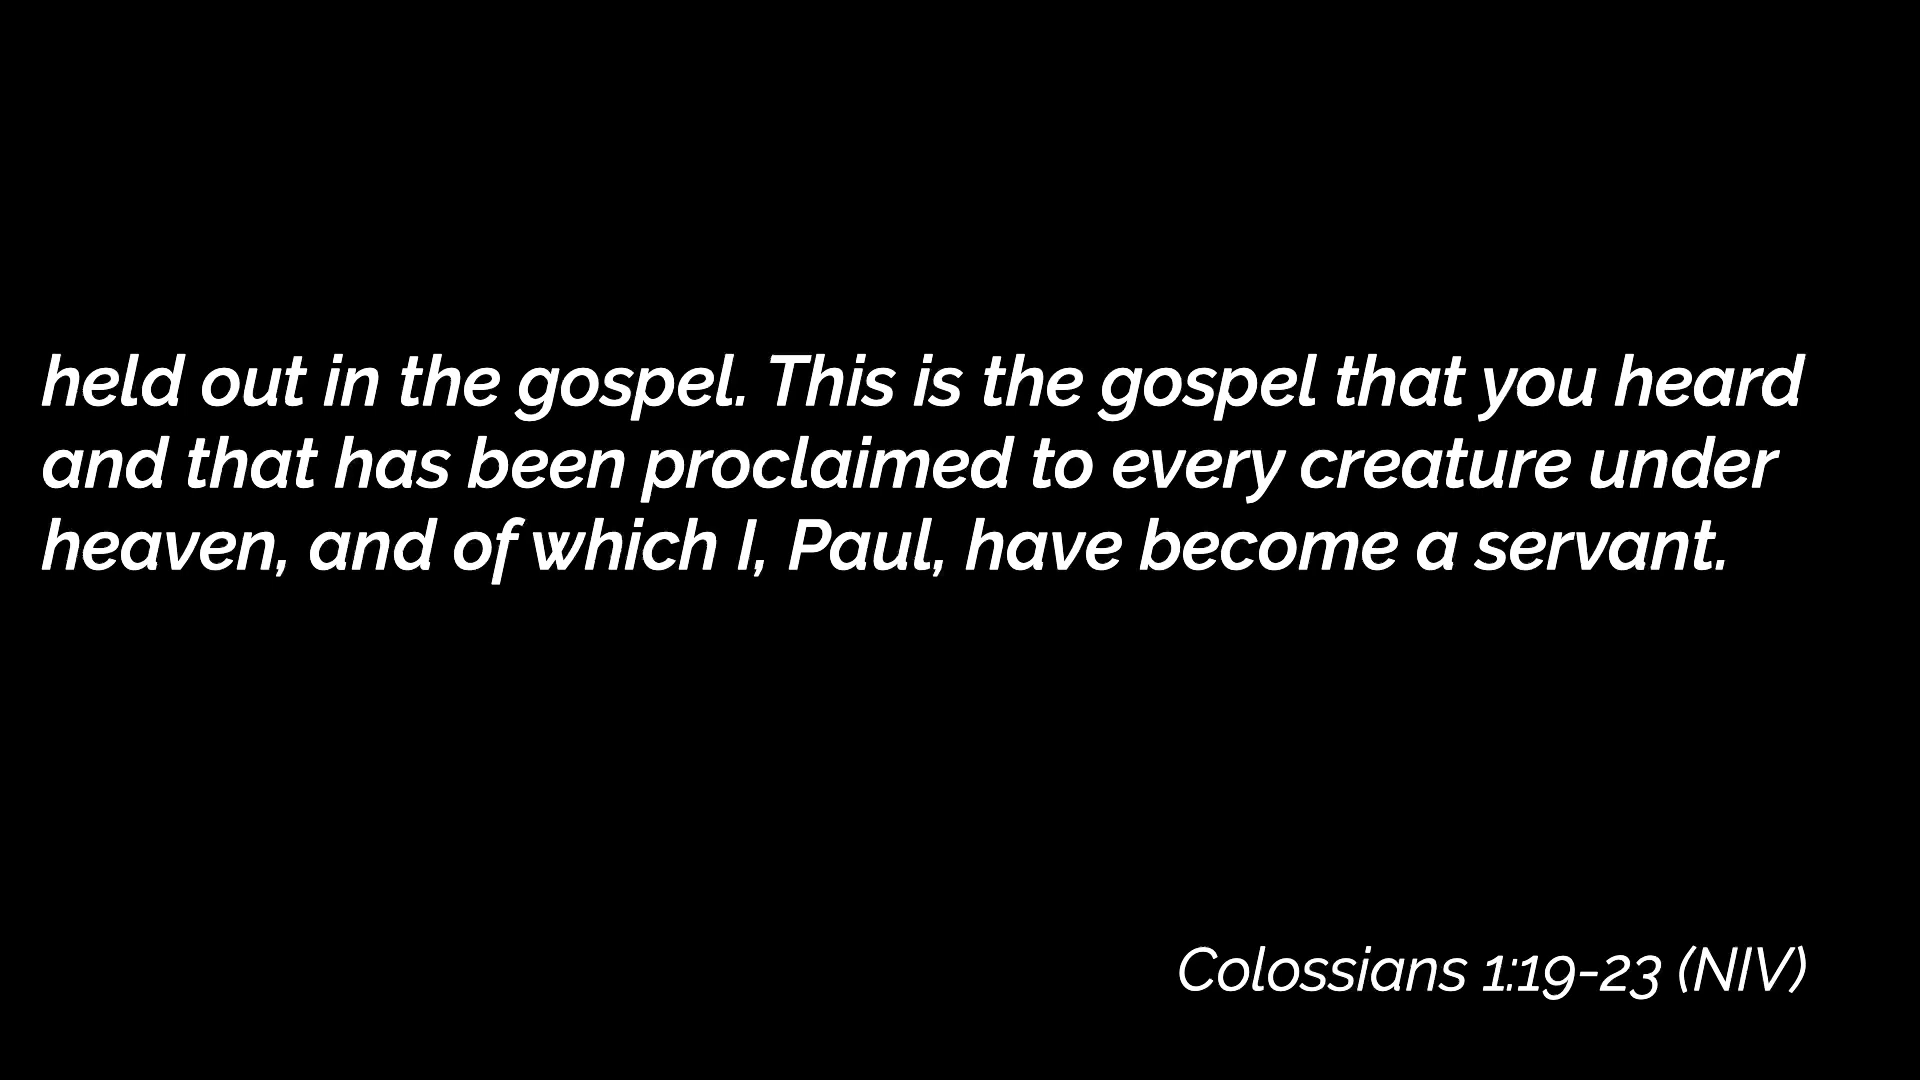 held out in the gospel. This is the gospel that you heard
and that has been proclaimed to every creature under
heaven, and of which I, Paul, have become a servant.
Colossians 1:19-23 (NIV)